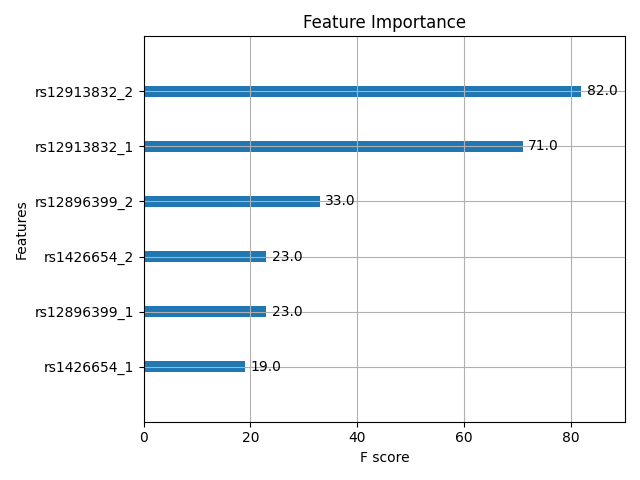 Feature Importance
rs12913832_2
82.0
rs12913832_1
71.0
rs12896399_2
33.0
rs1426654_2
23.0
rs12896399_1
23.0
rs1426654_1
19.0
Features
0 20 40 60 80
F score